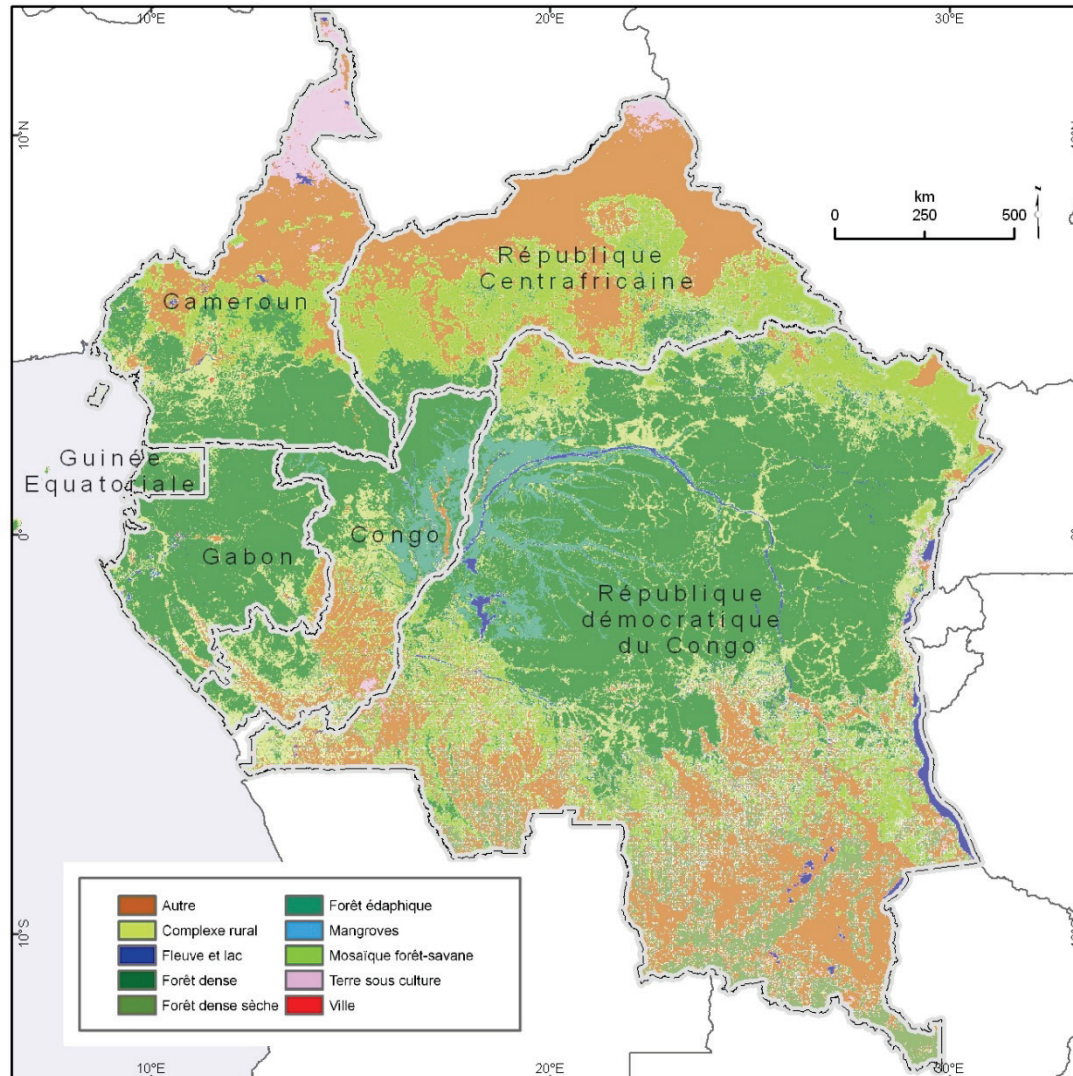 10°E
20°E
30°E
10°N
km
0
250
500
République
Centrafricaine
Cameroun
Guinée
Equatoriale
Gabon
Congo
0°
République
démocratique
du Congo
10°S
Autre
Complexe rural
Fleuve et lac
Forêt dense
Forêt dense sèche
Forêt édaphique
Mangroves
Mosaïque forêt-savane
Terre sous culture
Ville
10°E
20°E
30°E